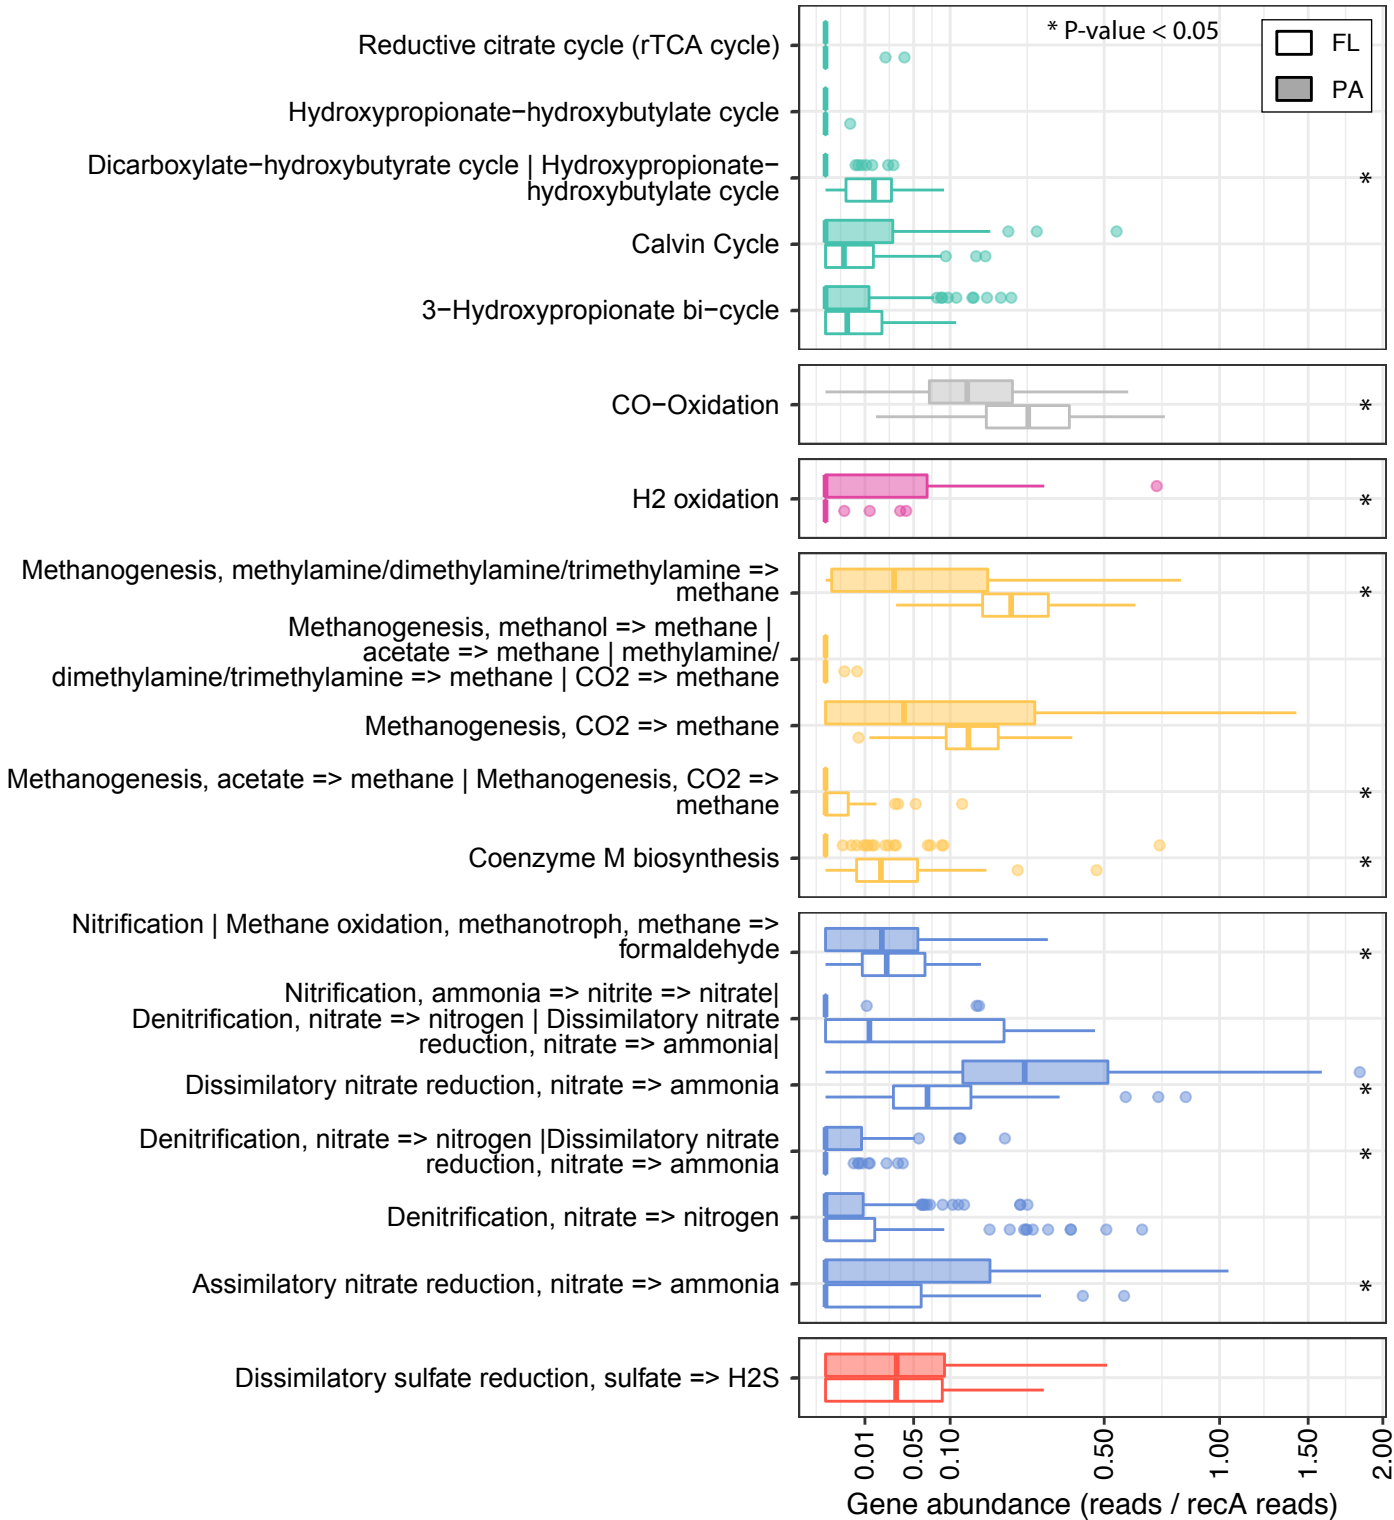 * P-value < 0.05
FL
PA
Reductive citrate cycle (rTCA cycle)
Hydroxypropionate−hydroxybutylate cycle
Dicarboxylate−hydroxybutyrate cycle | Hydroxypropionate−
hydroxybutylate cycle
*
Calvin Cycle
3−Hydroxypropionate bi−cycle
CO−Oxidation
*
H2 oxidation
*
Methanogenesis, methylamine/dimethylamine/trimethylamine =>
methane
*
Methanogenesis, methanol => methane |
acetate => methane | methylamine/
dimethylamine/trimethylamine => methane | CO2 => methane
Methanogenesis, CO2 => methane
Methanogenesis, acetate => methane | Methanogenesis, CO2 =>
methane
*
Coenzyme M biosynthesis
*
Nitrification | Methane oxidation, methanotroph, methane =>
formaldehyde
*
Nitrification, ammonia => nitrite => nitrate|
Denitrification, nitrate => nitrogen | Dissimilatory nitrate
reduction, nitrate => ammonia|
Dissimilatory nitrate reduction, nitrate => ammonia
*
Denitrification, nitrate => nitrogen |Dissimilatory nitrate
reduction, nitrate => ammonia
*
Denitrification, nitrate => nitrogen
Assimilatory nitrate reduction, nitrate => ammonia
*
Dissimilatory sulfate reduction, sulfate => H2S
0.01
0.05
0.10
0.50
1.00
1.50
2.00
Gene abundance (reads / recA reads)